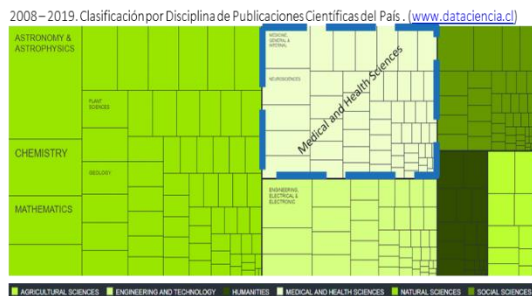 2008 – 2019. Clasificación por Disciplina de Publicaciones Científicas del País . (www.dataciencia.cl)
ASTRONOMY &
ASTROPHYSICS
MEDICINE,
GENERAL &
INTERNAL
NEUROSCIENCES
Medical and Health Sciences
PLANT
SCIENCES
CHEMISTRY
GEOLOGY
ENGINEERING,
ELECTRICAL &
ELECTRONIC
MATHEMATICS
AGRICULTURAL SCIENCES ENGINEERING AND TECHNOLOGY HUMANITIES MEDICAL AND HEALTH SCIENCES NATURAL SCIENCES SOCIAL SCIENCES